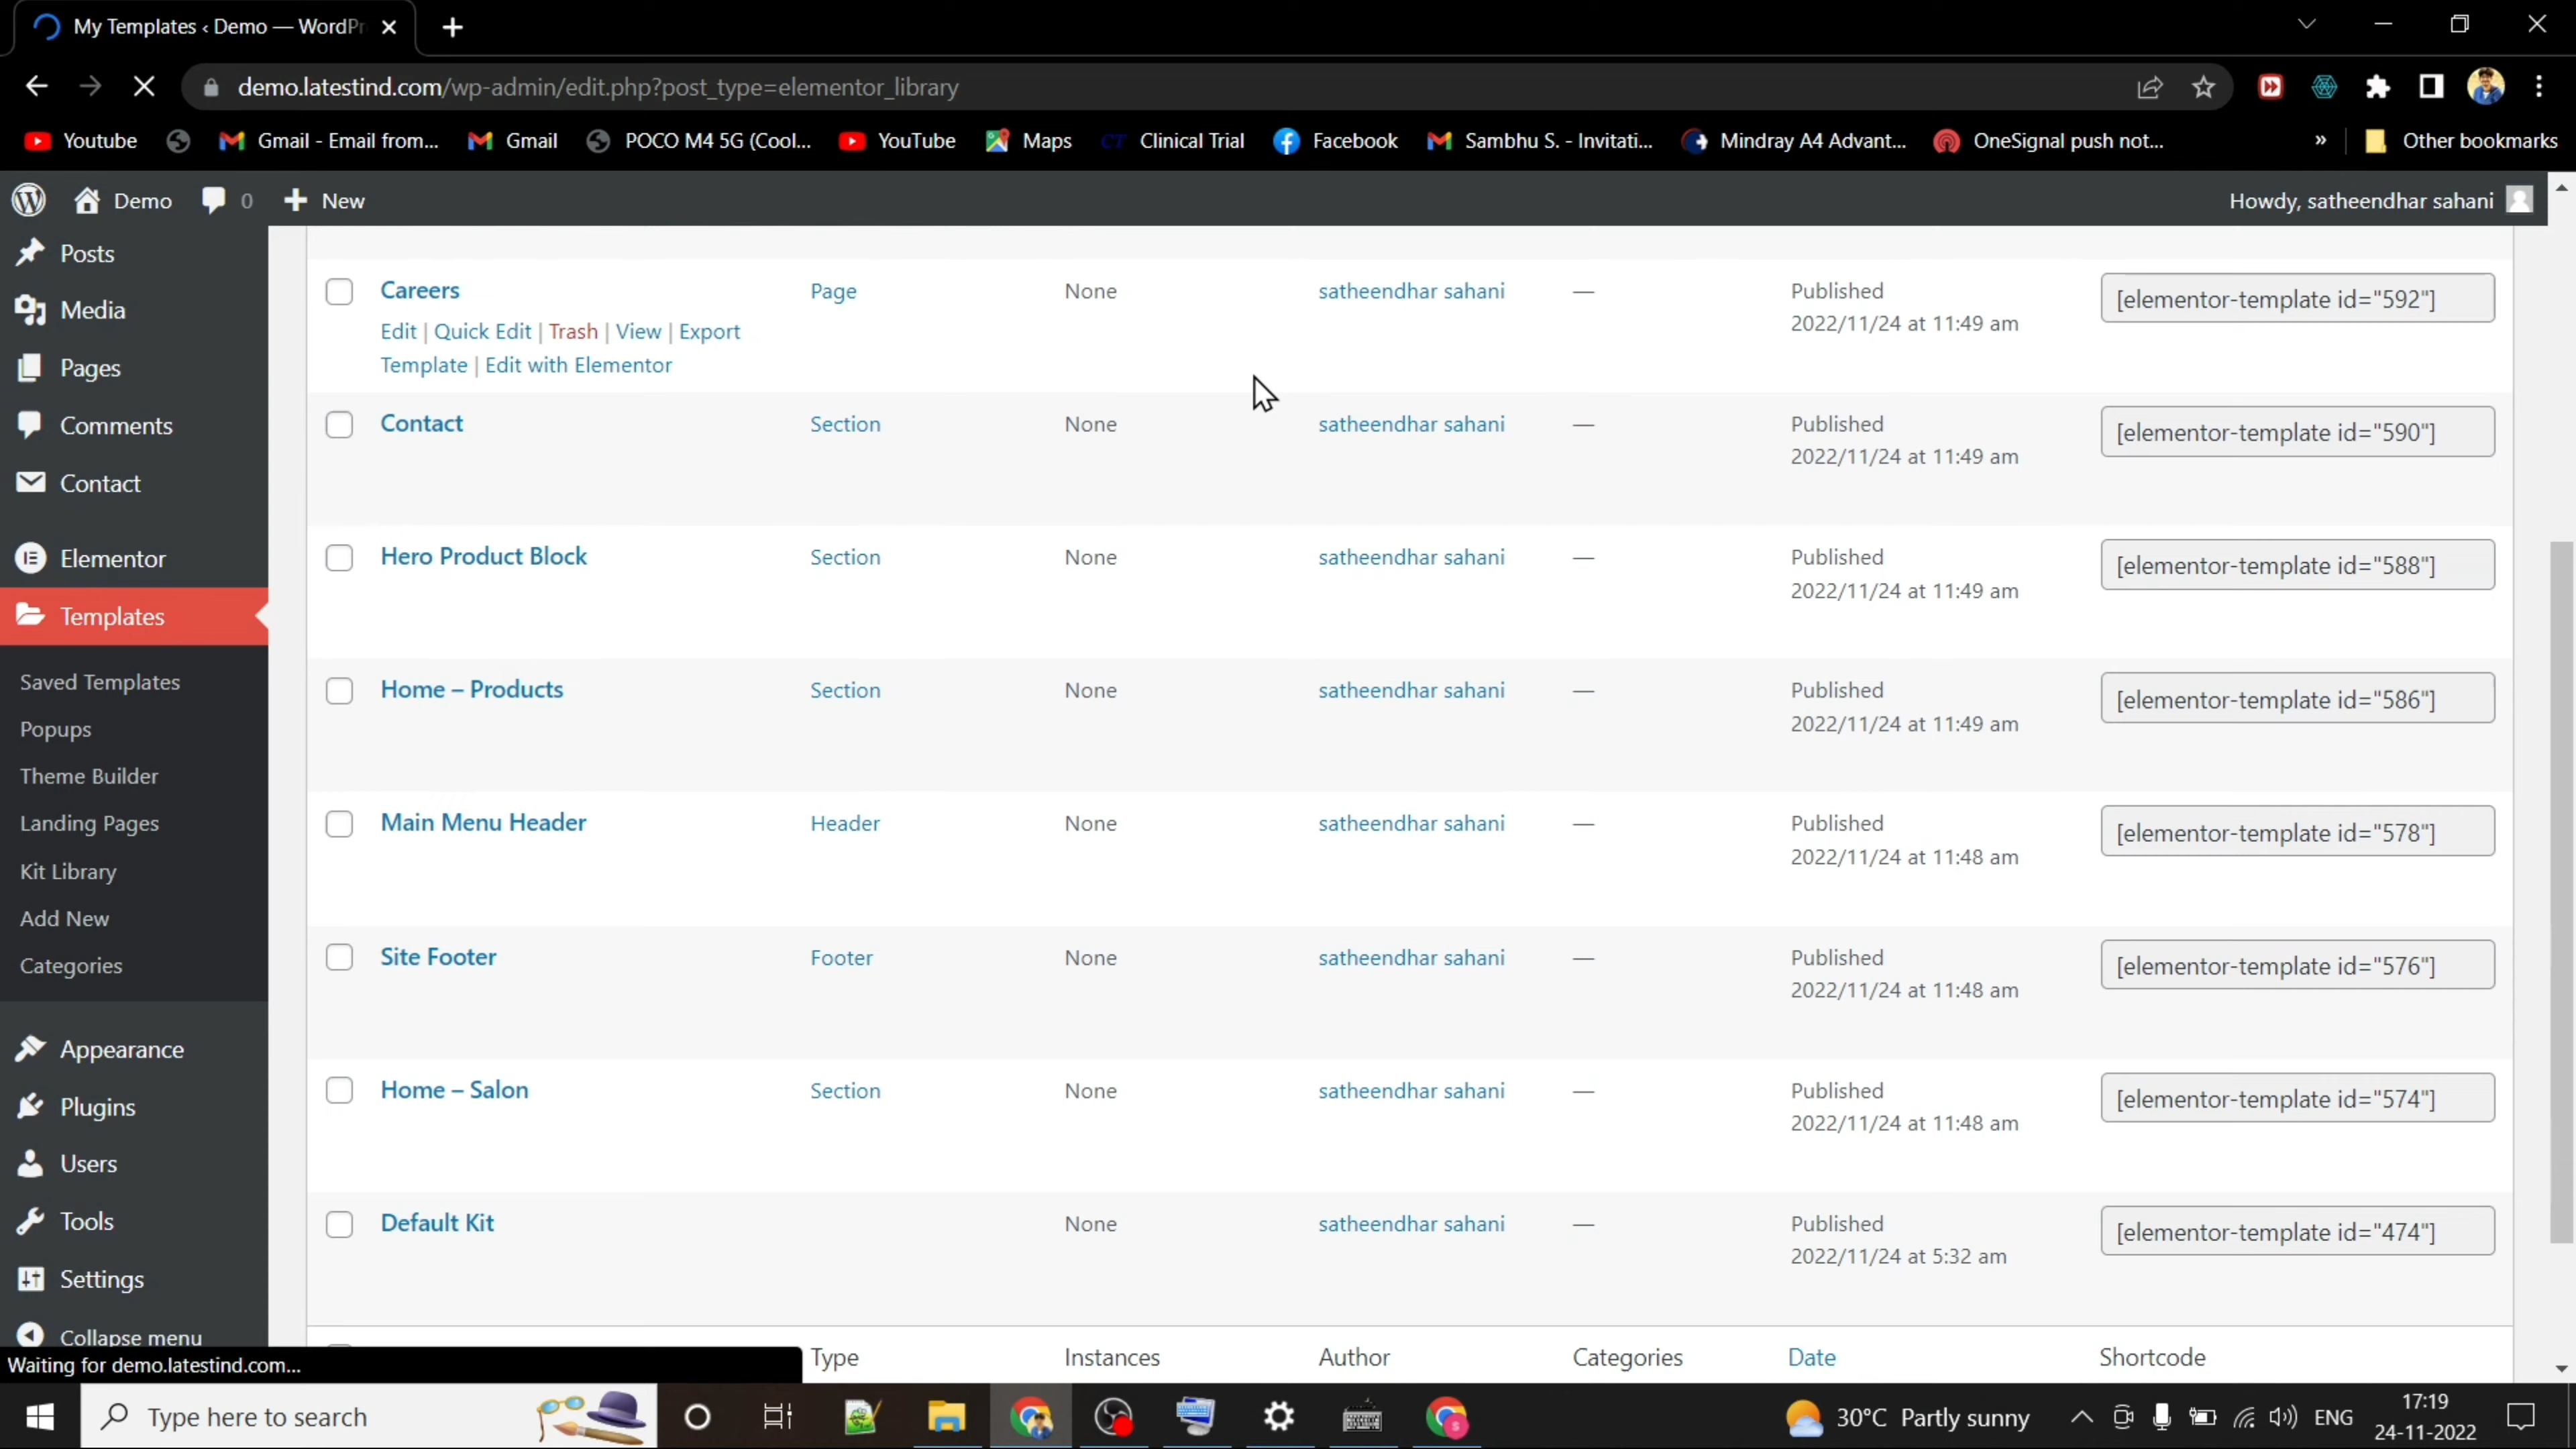 My Templates ‹ Demo — WordPr
demo.latestind.com/wp-admin/edit.php?post_type=elementor_library
Youtube
Gmail - Email from...
Gmail
POCO M4 5G (Cool...
YouTube
Maps
CT Clinical Trial
Facebook
Sambhu S. - Invitati...
Mindray A4 Advant...
OneSignal push not...
»
Other bookmarks
Demo 0 New
Howdy, satheendhar sahani
Posts
Media
Pages
Comments
Contact
Elementor
Templates
Saved Templates
Popups
Theme Builder
Landing Pages
Kit Library
Add New
Categories
Appearance
Plugins
Users
Tools
Settings
Collapse menu
Careers Page None satheendhar sahani — Published [elementor-template id="592"]
2022/11/24 at 11:49 am
Edit | Quick Edit | Trash | View | Export
Template | Edit with Elementor
Contact Section None satheendhar sahani — Published [elementor-template id="590"]
2022/11/24 at 11:49 am
Hero Product Block Section None satheendhar sahani — Published [elementor-template id="588"]
2022/11/24 at 11:49 am
Home – Products Section None satheendhar sahani — Published [elementor-template id="586"]
2022/11/24 at 11:49 am
Main Menu Header Header None satheendhar sahani — Published [elementor-template id="578"]
2022/11/24 at 11:48 am
Site Footer Footer None satheendhar sahani — Published [elementor-template id="576"]
2022/11/24 at 11:48 am
Home – Salon Section None satheendhar sahani — Published [elementor-template id="574"]
2022/11/24 at 11:48 am
Default Kit None satheendhar sahani — Published [elementor-template id="474"]
2022/11/24 at 5:32 am
Type Instances Author Categories Date Shortcode
Waiting for demo.latestind.com...
Type here to search
30°C Partly sunny
ENG
17:19
24-11-2022